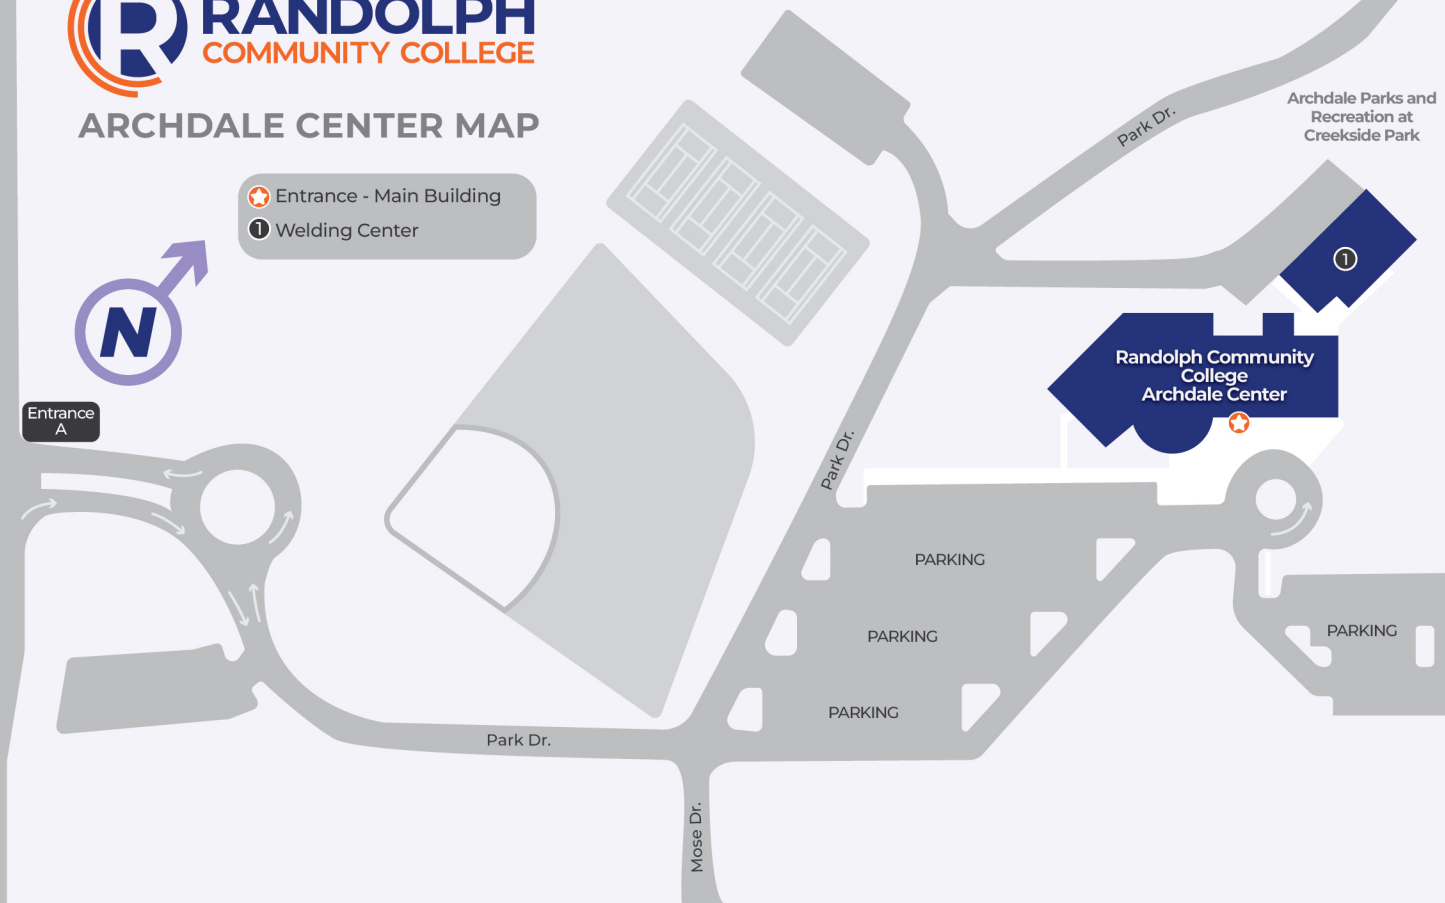 R RANDOLPH
COMMUNITY COLLEGE
ARCHDALE CENTER MAP
Entrance - Main Building
1 Welding Center
N
Entrance
A
Park Dr.
Archdale Parks and
Recreation at
Creekside Park
1
Randolph Community
College
Archdale Center
Park Dr.
PARKING
PARKING
PARKING
PARKING
Park Dr.
Mose Dr.